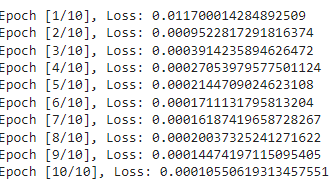 Epoch [1/10], Loss: 0.011700014284892509
Epoch [2/10], Loss: 0.0009522817291816374
Epoch [3/10], Loss: 0.0003914235894626472
Epoch [4/10], Loss: 0.00027053979577501124
Epoch [5/10], Loss: 0.0002144709024623108
Epoch [6/10], Loss: 0.0001711131795813204
Epoch [7/10], Loss: 0.00016187419658728267
Epoch [8/10], Loss: 0.00020037325241271622
Epoch [9/10], Loss: 0.00014474197115095405
Epoch [10/10], Loss: 0.00010550619313457551